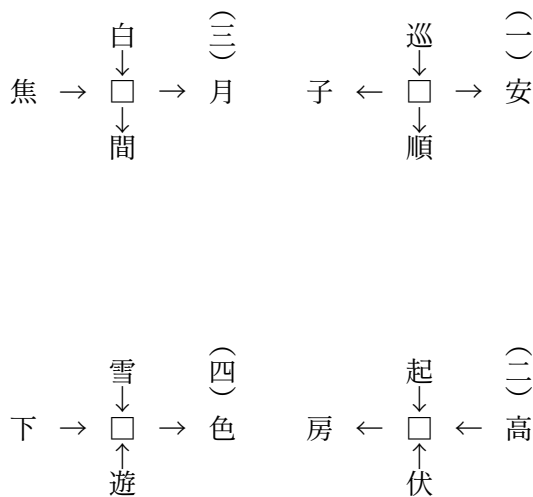 (一)
巡
↓
子 ← □ → 安
↓
順
(二)
起
↓
房 ← □ ← 高
↑
伏
(三)
白
↓
焦 → □ → 月
↓
間
(四)
雪
↓
下 → □ → 色
↑
遊